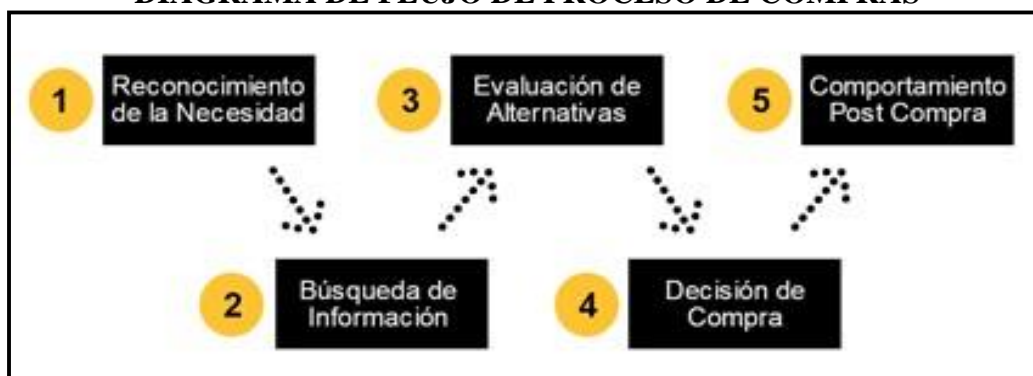 DIAGRAMA DE FLUJO DE PROCESO DE COMPRAS
1
Reconocimiento
de la Necesidad
2
Búsqueda de
Información
3
Evaluación de
Alternativas
4
Decisión de
Compra
5
Comportamiento
Post Compra